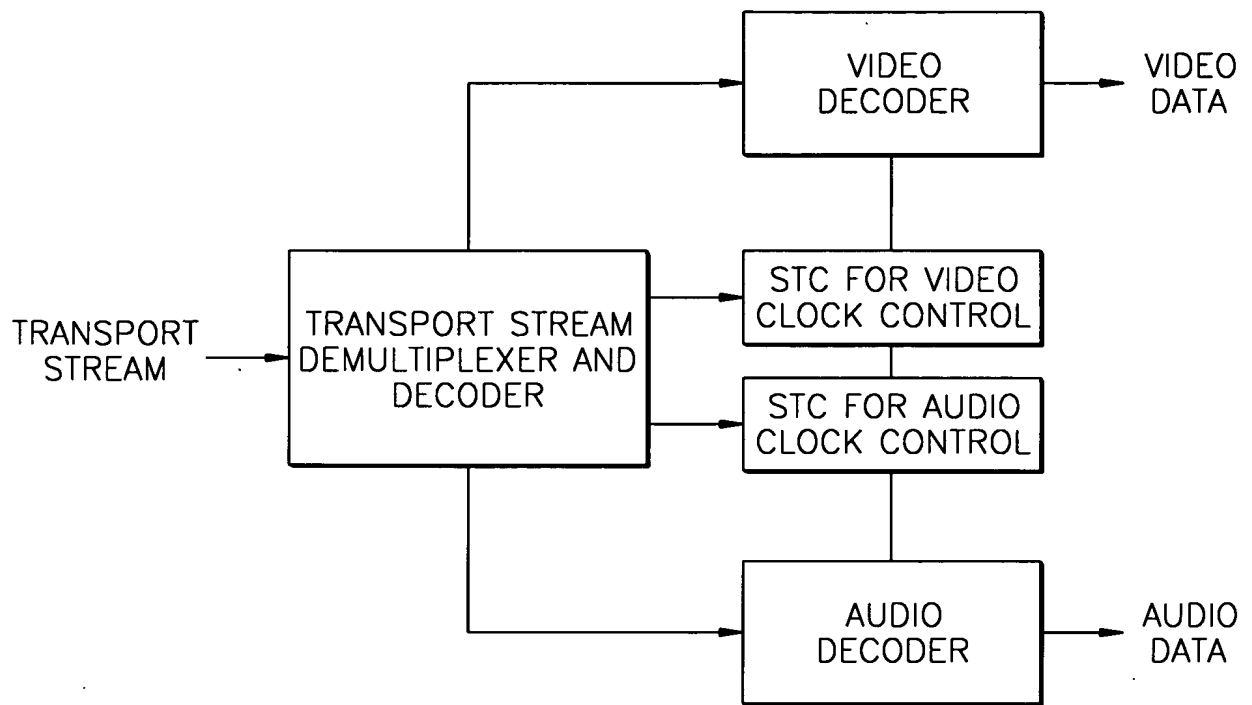 TRANSPORT
STREAM
TRANSPORT STREAM
DEMULTIPLEXER AND
DECODER
VIDEO
DECODER
VIDEO
DATA
STC FOR VIDEO
CLOCK CONTROL
STC FOR AUDIO
CLOCK CONTROL
AUDIO
DECODER
AUDIO
DATA